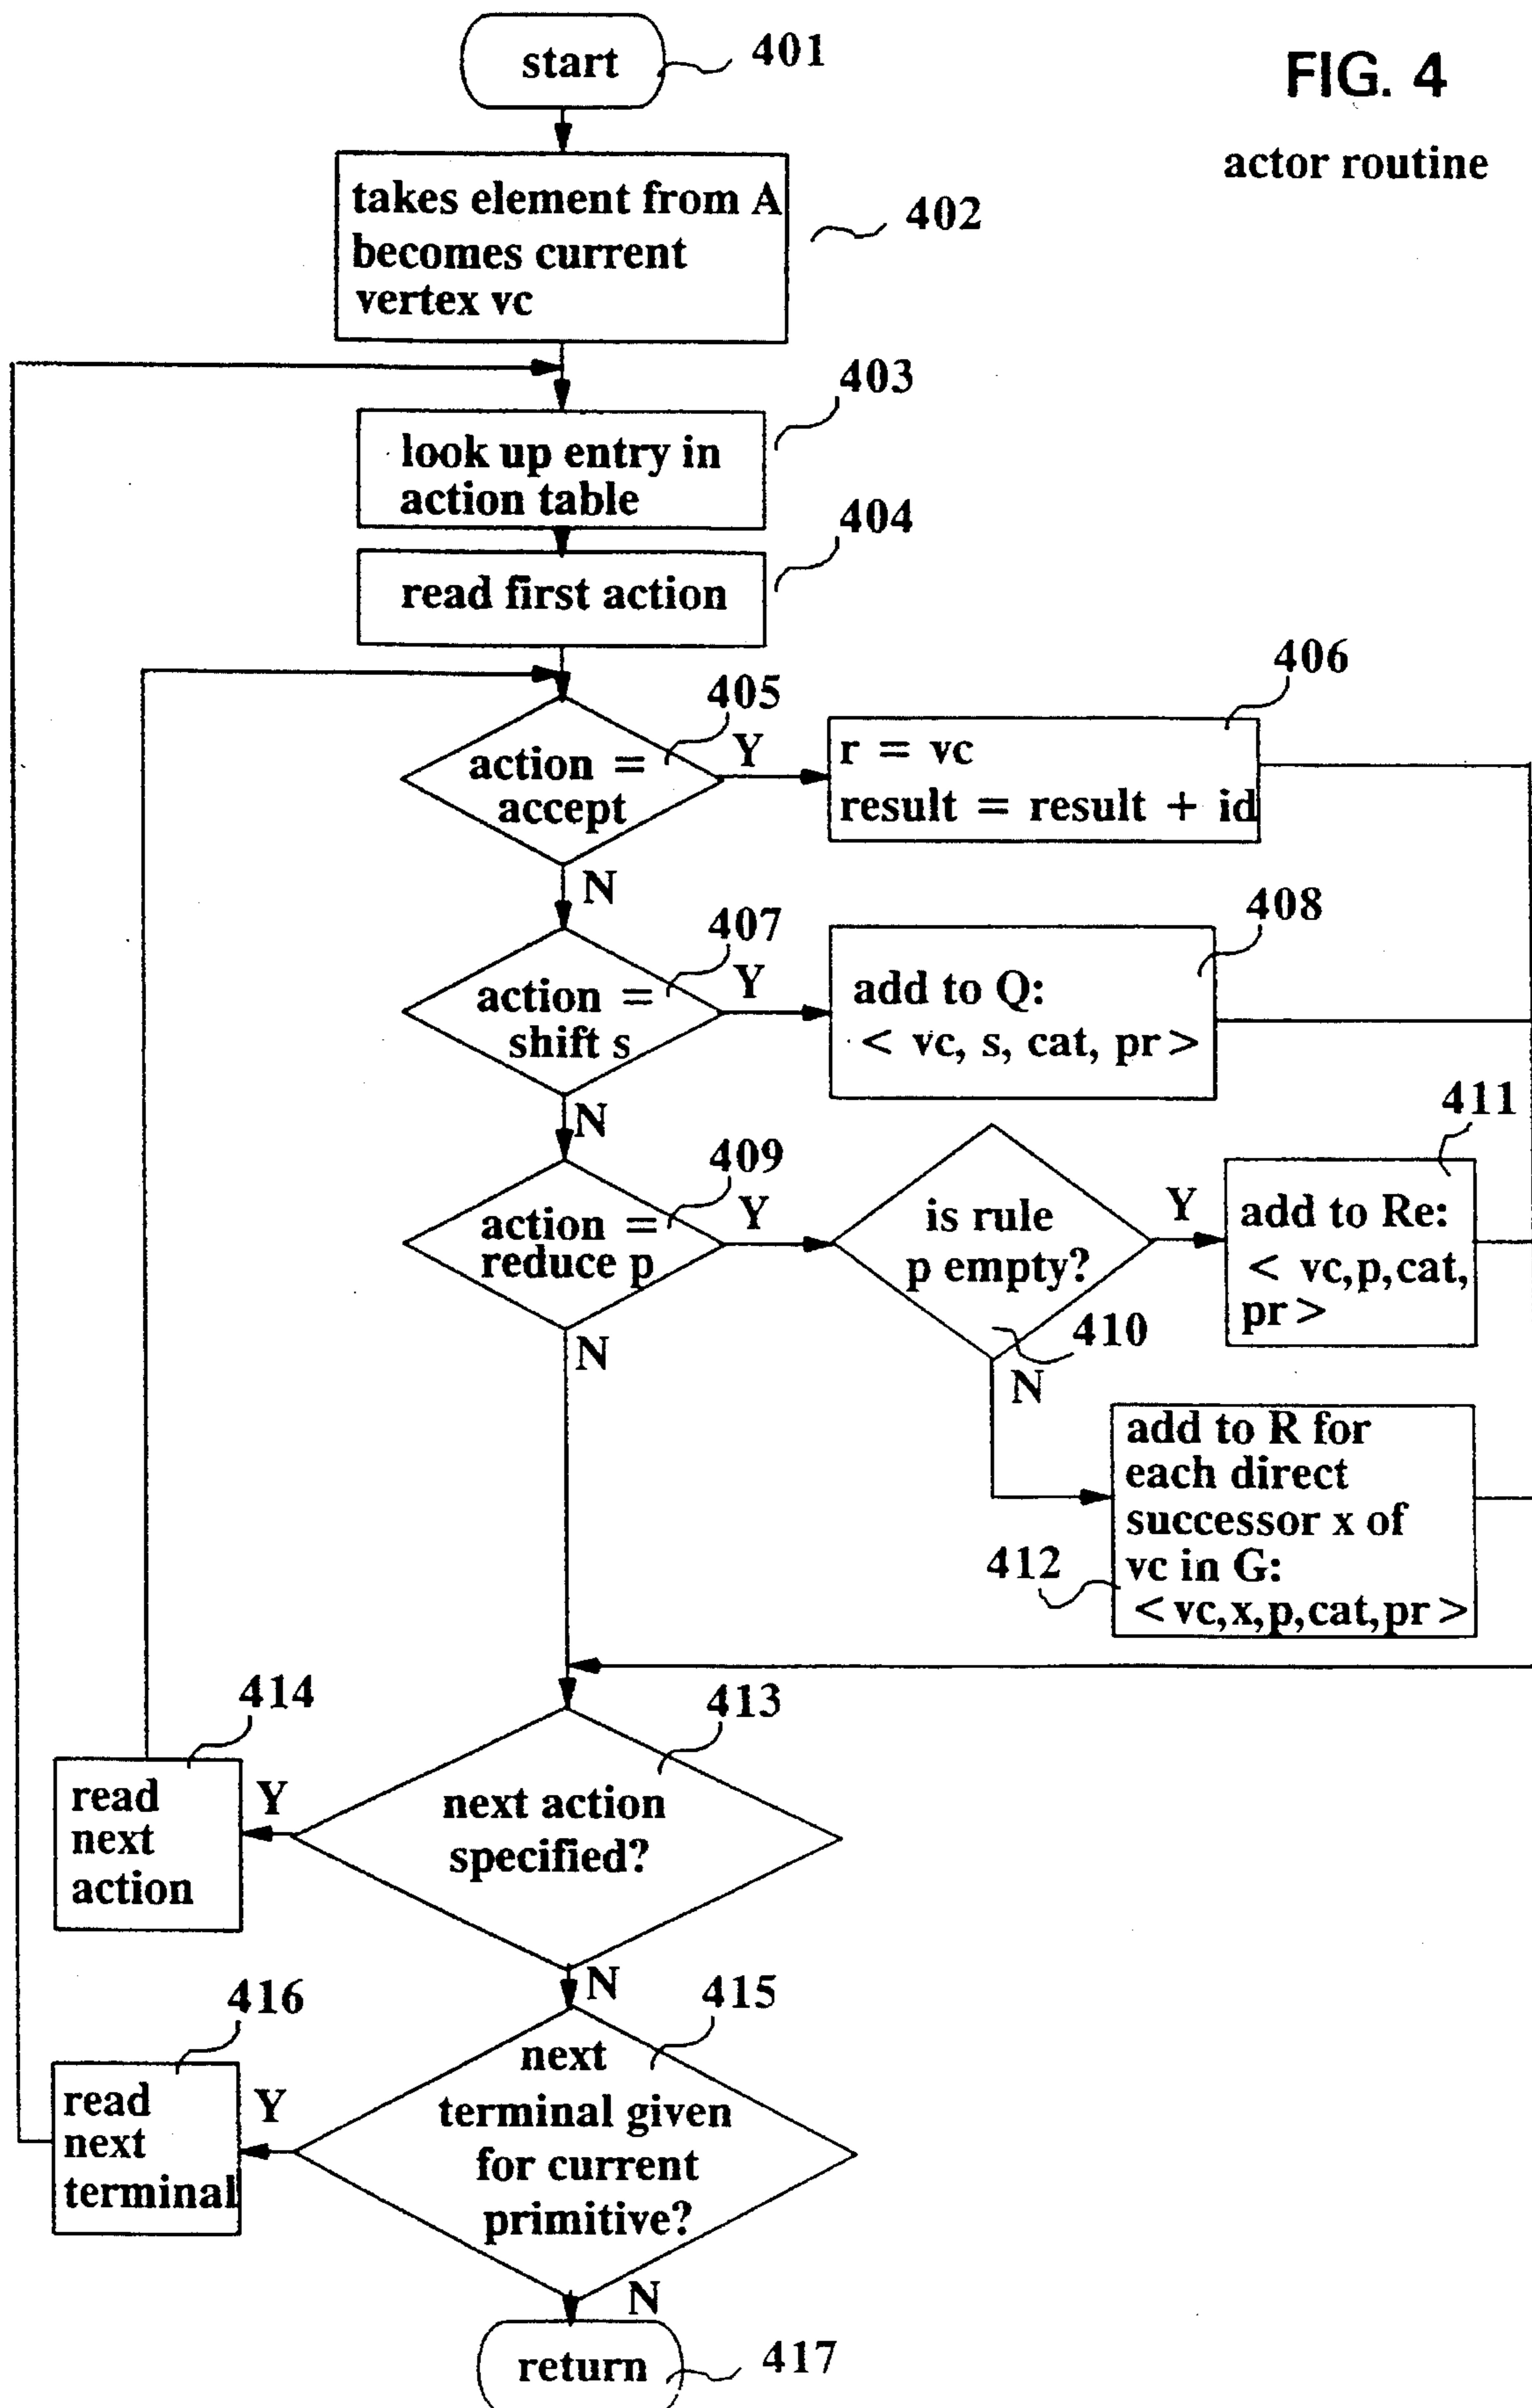 start
401
FIG. 4
actor routine
takes element from A
becomes current
vertex vc
402
403
look up entry in
action table
404
read first action
405
action =
accept
Y
406
r = vc
result = result + id
N
407
action =
shift s
Y
408
add to Q:
< vc, s, cat, pr >
N
409
action =
reduce p
Y
is rule
p empty?
410
Y
411
add to Re:
< vc,p,cat,
pr >
N
N
add to R for
each direct
successor x of
vc in G:
<vc,x,p,cat,pr >
412
413
next action
specified?
Y
414
read
next
action
N
415
next
terminal given
for current
primitive?
Y
416
read
next
terminal
N
return
417